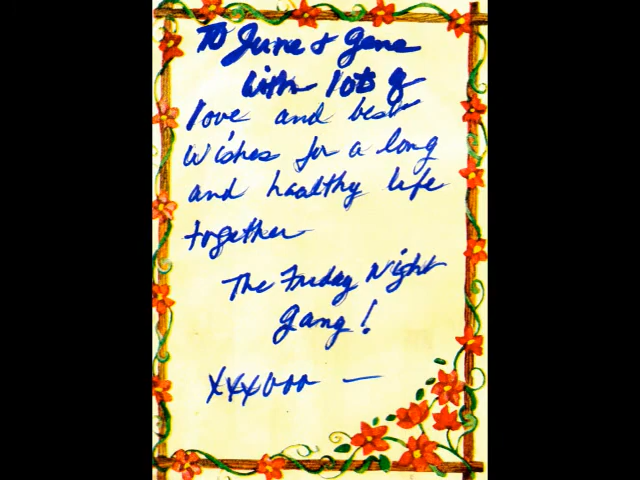 To June & Gene
with lots of
love and best
wishes for a long
and healthy life
together
The Friday Night
Gang!
xxxooo —